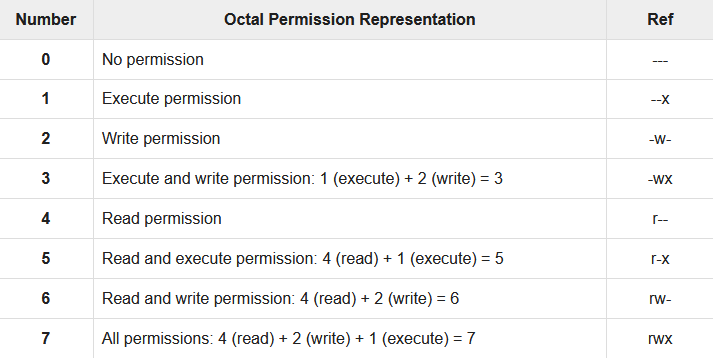 Number Octal Permission Representation Ref
0 No permission ---
1 Execute permission --x
2 Write permission -w-
3 Execute and write permission: 1 (execute) + 2 (write) = 3 -wx
4 Read permission r--
5 Read and execute permission: 4 (read) + 1 (execute) = 5 r-x
6 Read and write permission: 4 (read) + 2 (write) = 6 rw-
7 All permissions: 4 (read) + 2 (write) + 1 (execute) = 7 rwx